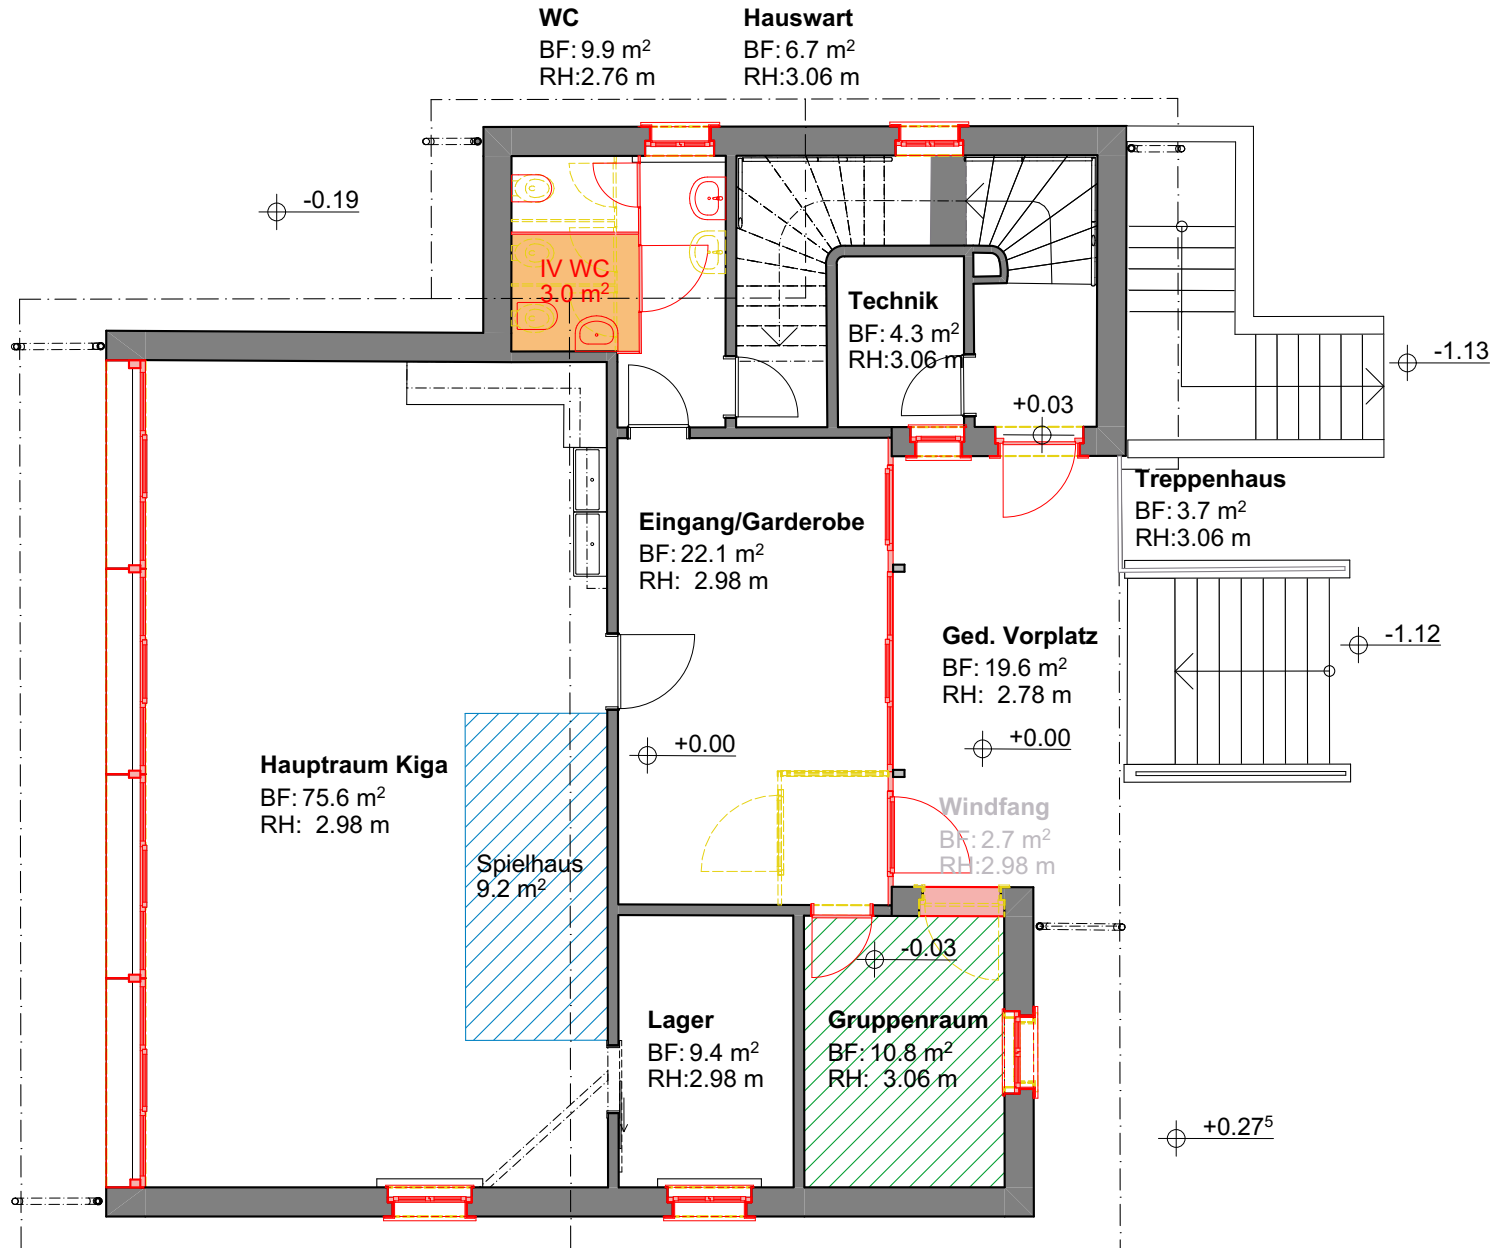 WC
BF: 9.9 m²
RH:2.76 m
Hauswart
BF: 6.7 m²
RH:3.06 m
-0.19
IV WC
3.0 m²
Technik
BF: 4.3 m²
RH:3.06 m
-1.13
+0.03
Treppenhaus
BF: 3.7 m²
RH:3.06 m
Eingang/Garderobe
BF: 22.1 m²
RH: 2.98 m
Ged. Vorplatz
BF: 19.6 m²
RH: 2.78 m
-1.12
+0.00
+0.00
Hauptraum Kiga
BF: 75.6 m²
RH: 2.98 m
Windfang
BF: 2.7 m²
RH:2.98 m
Spielhaus
9.2 m²
-0.03
Lager
BF: 9.4 m²
RH:2.98 m
Gruppenraum
BF: 10.8 m²
RH: 3.06 m
+0.27⁵